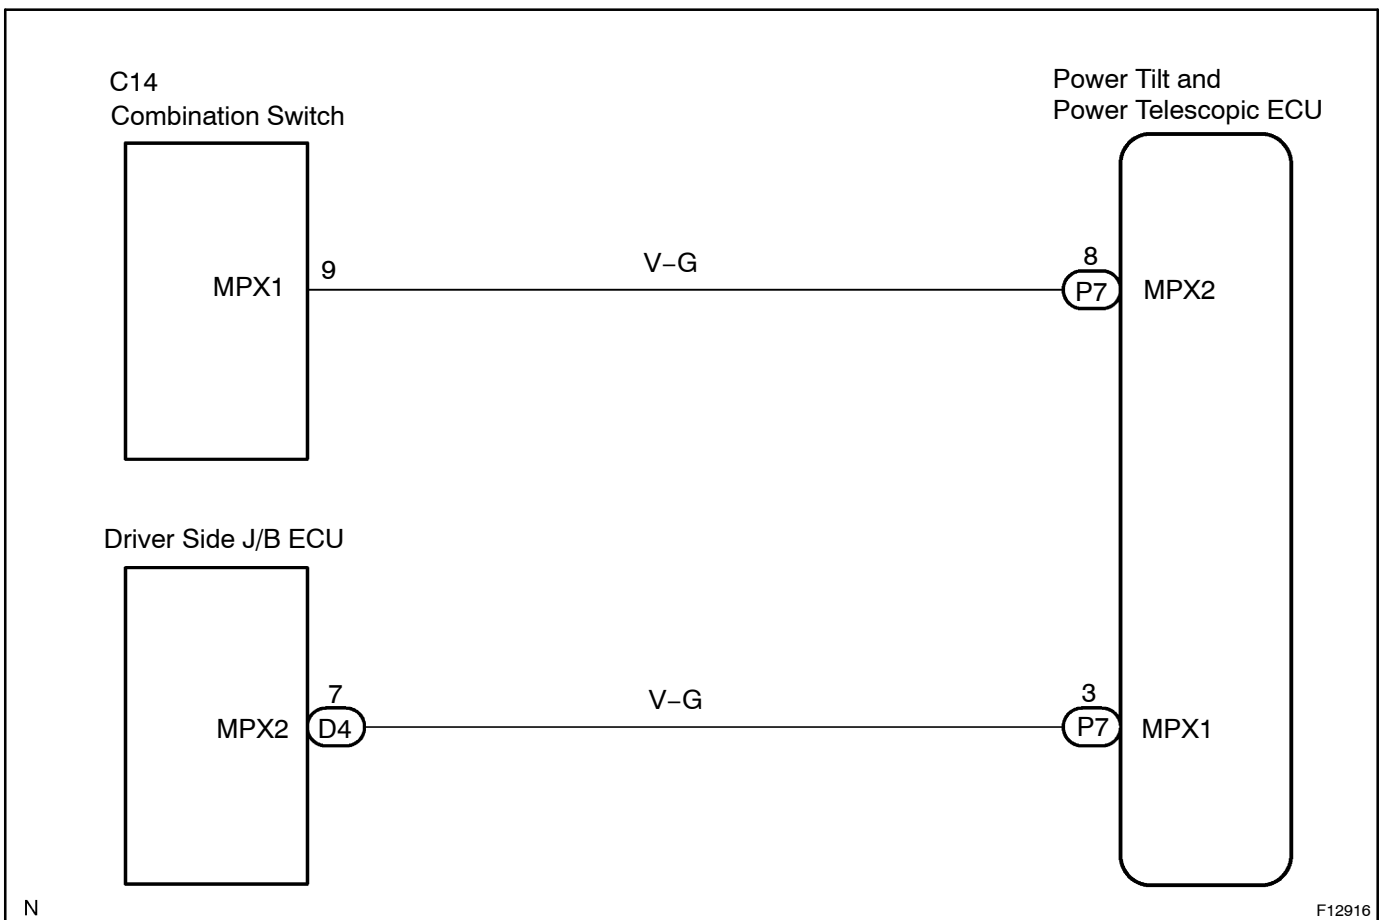 C14
Combination Switch
Power Tilt and
Power Telescopic ECU
MPX1
9
V−G
8
P7
MPX2
Driver Side J/B ECU
MPX2
7
D4
V−G
3
P7
MPX1
N
F12916